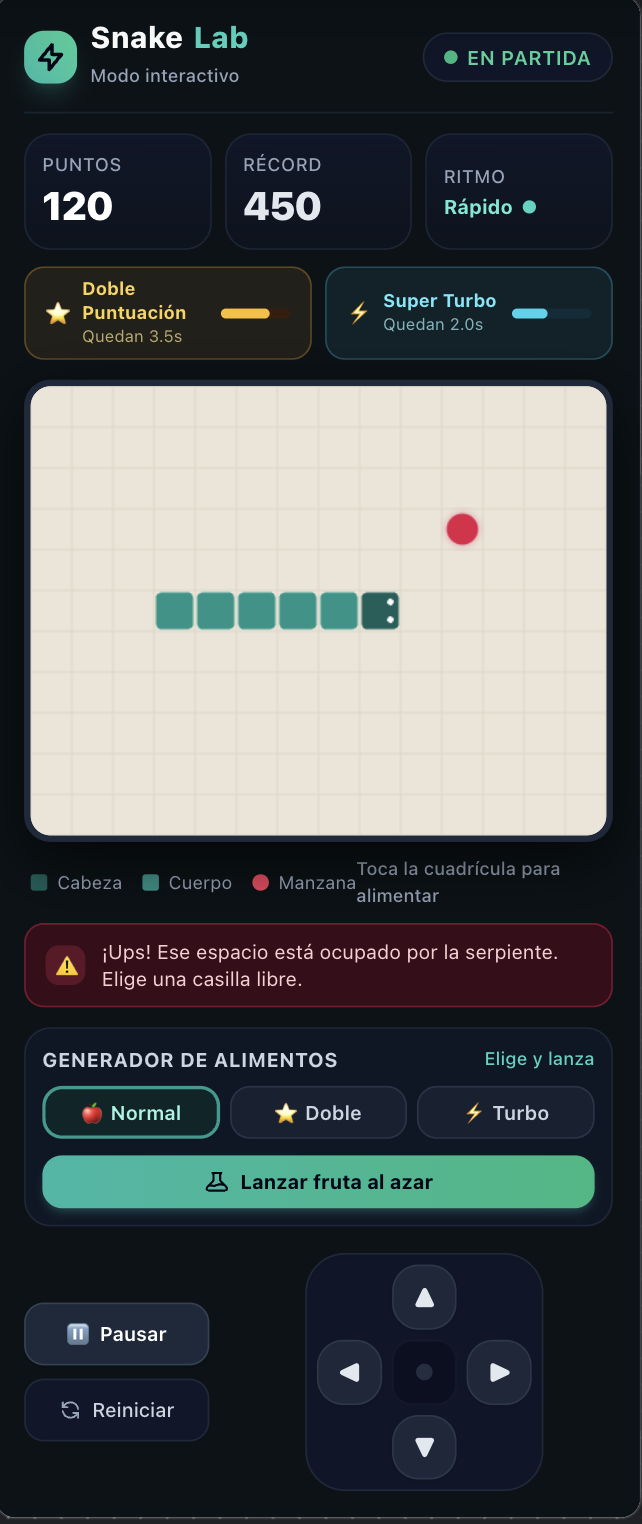 Snake Lab
Modo interactivo
EN PARTIDA
PUNTOS
120
RÉCORD
450
RITMO
Rápido
Doble
Puntuación
Quedan 3.5s
Super Turbo
Quedan 2.0s
Cabeza
Cuerpo
Manzana
Toca la cuadrícula para
alimentar
¡Ups! Ese espacio está ocupado por la serpiente.
Elige una casilla libre.
GENERADOR DE ALIMENTOS
Elige y lanza
Normal
Doble
Turbo
Lanzar fruta al azar
Pausar
Reiniciar